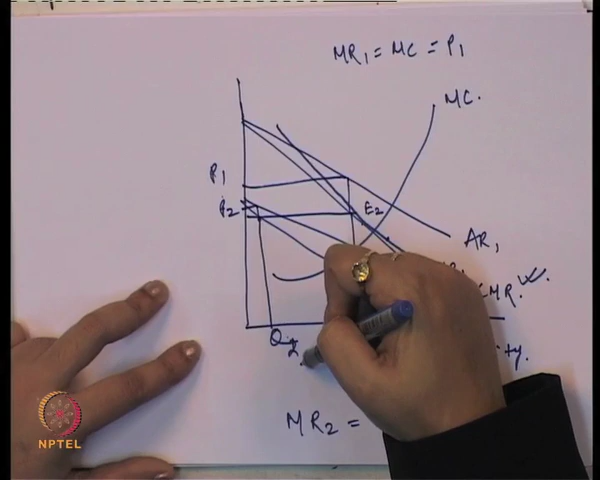 MR1 = MC = P1
MC.
P1
P2
E2
AR1
Q2
MR2 =
NPTEL